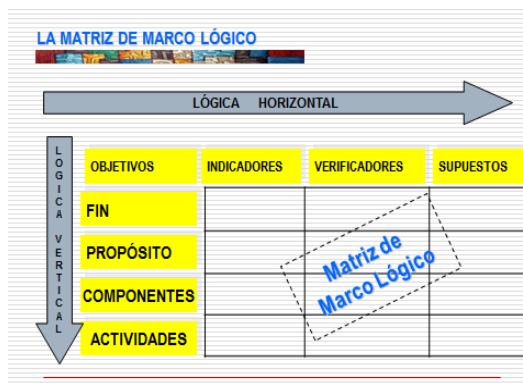 LA MATRIZ DE MARCO LÓGICO
LÓGICA HORIZONTAL
LOGICA VERTICAL
OBJETIVOS INDICADORES VERIFICADORES SUPUESTOS
FIN
PROPÓSITO
COMPONENTES
ACTIVIDADES
Matriz de
Marco Lógico